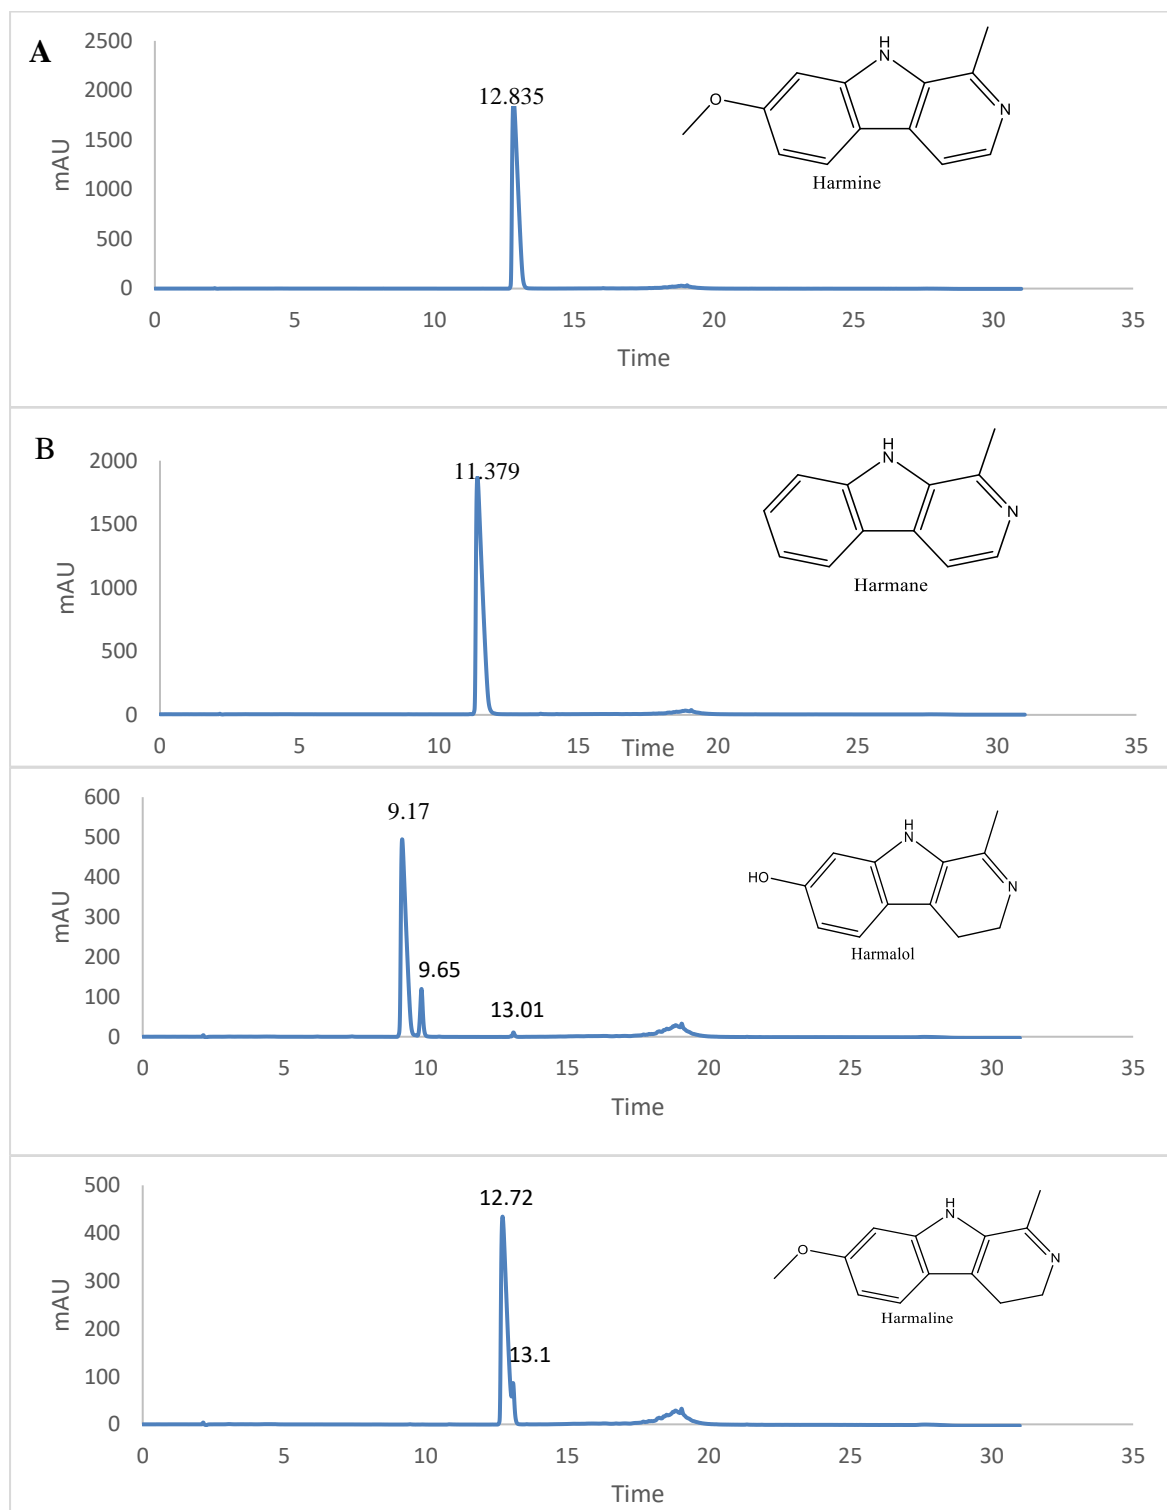 A
2500
2000
1500
1000
500
0
mAU
12.835
H
N
O
N
Harmine
0 5 10 15 20 25 30 35
Time
B
2000
1500
1000
500
0
mAU
11.379
H
N
N
Harmane
0 5 10 15 20 25 30 35
Time
600
500
400
300
200
100
0
mAU
9.17
9.65
13.01
H
N
HO
N
Harmalol
0 5 10 15 20 25 30 35
Time
500
400
300
200
100
0
mAU
12.72
13.1
H
N
O
N
Harmaline
0 5 10 15 20 25 30 35
Time